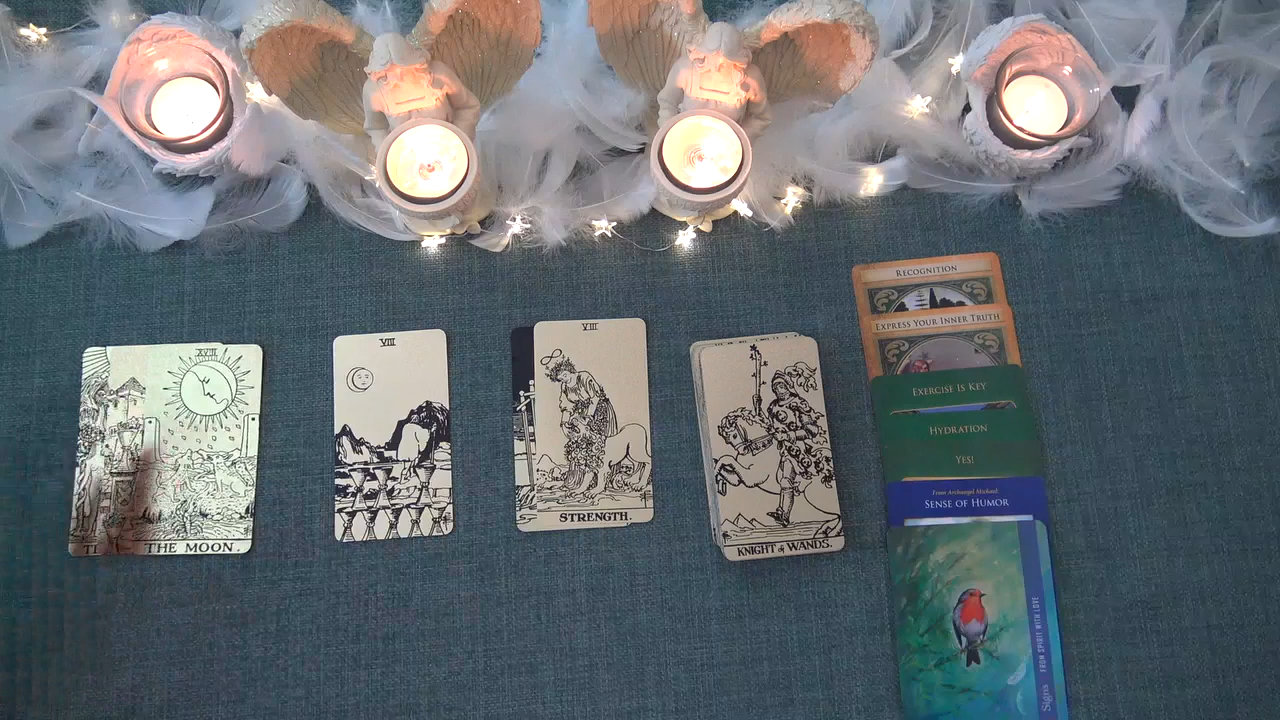 XVIII
TH
THE MOON.
VIII
VIII
STRENGTH.
KNIGHT of WANDS.
RECOGNITION
EXPRESS YOUR INNER TRUTH
EXERCISE IS KEY
HYDRATION
YES!
From Archangel Michael:
SENSE OF HUMOR
Signs FROM SPIRIT WITH LOVE